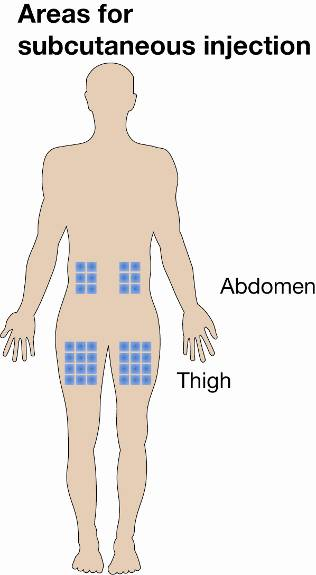 Areas for
subcutaneous injection
Abdomen
Thigh